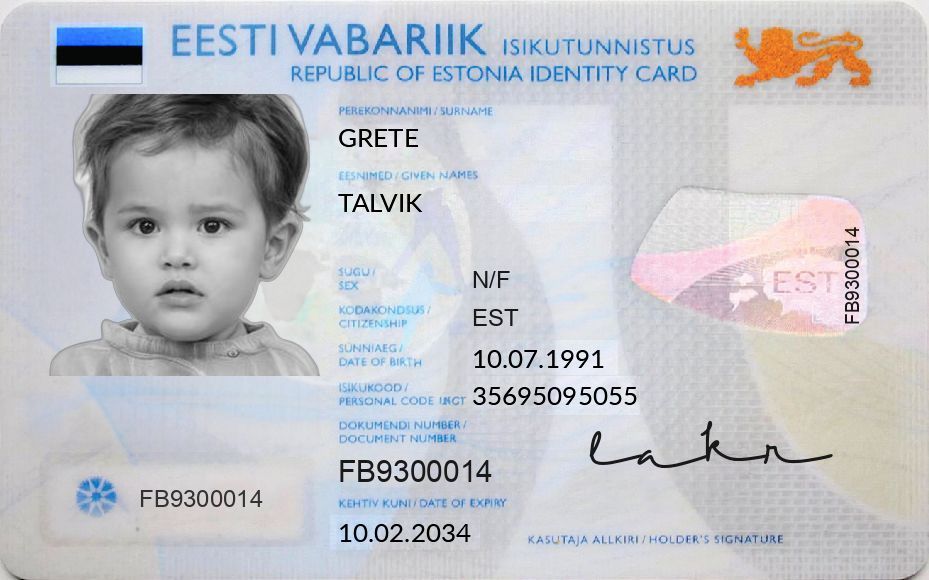 EESTI VABARIIK ISIKUTUNNISTUS
REPUBLIC OF ESTONIA IDENTITY CARD
PEREKONNANIMI / SURNAME
GRETE
EESNIMED / GIVEN NAMES
TALVIK
SUGU /
SEX
N/F
KODAKONDSUS /
CITIZENSHIP
EST
SÜNNIAEG /
DATE OF BIRTH
10.07.1991
ISIKUKOOD /
PERSONAL CODE
35695095055
DOKUMENDI NUMBER /
DOCUMENT NUMBER
FB9300014
KEHTIV KUNI / DATE OF EXPIRY
10.02.2034
FB9300014
EST
FB9300014
KASUTAJA ALLKIRI / HOLDER'S SIGNATURE